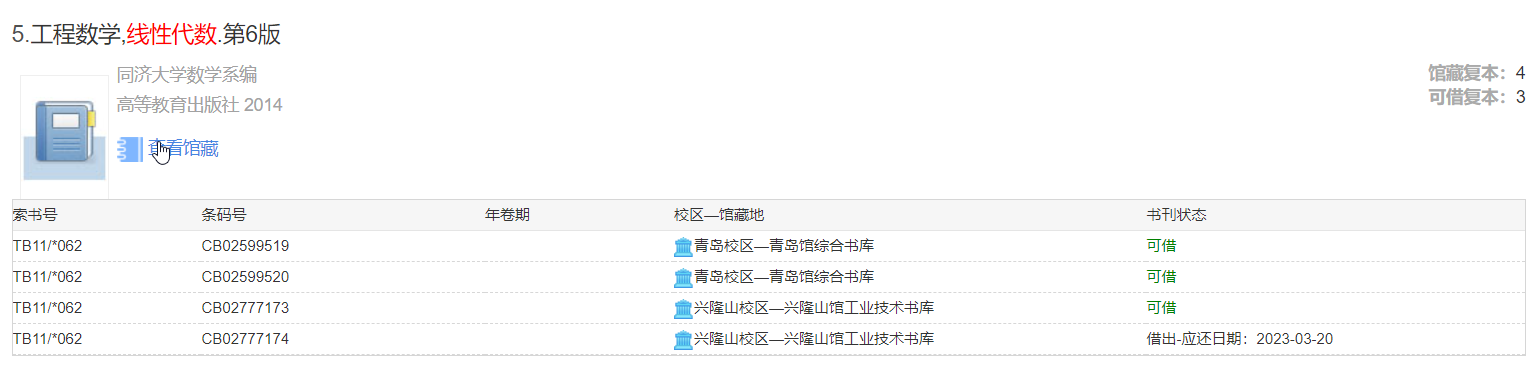 5.工程数学,线性代数.第6版
同济大学数学系编
高等教育出版社 2014
馆藏复本：4
可借复本：3
查看馆藏
索书号 条码号 年卷期 校区—馆藏地 书刊状态
TB11/*062 CB02599519 青岛校区—青岛馆综合书库 可借
TB11/*062 CB02599520 青岛校区—青岛馆综合书库 可借
TB11/*062 CB02777173 兴隆山校区—兴隆山馆工业技术书库 可借
TB11/*062 CB02777174 兴隆山校区—兴隆山馆工业技术书库 借出-应还日期：2023-03-20